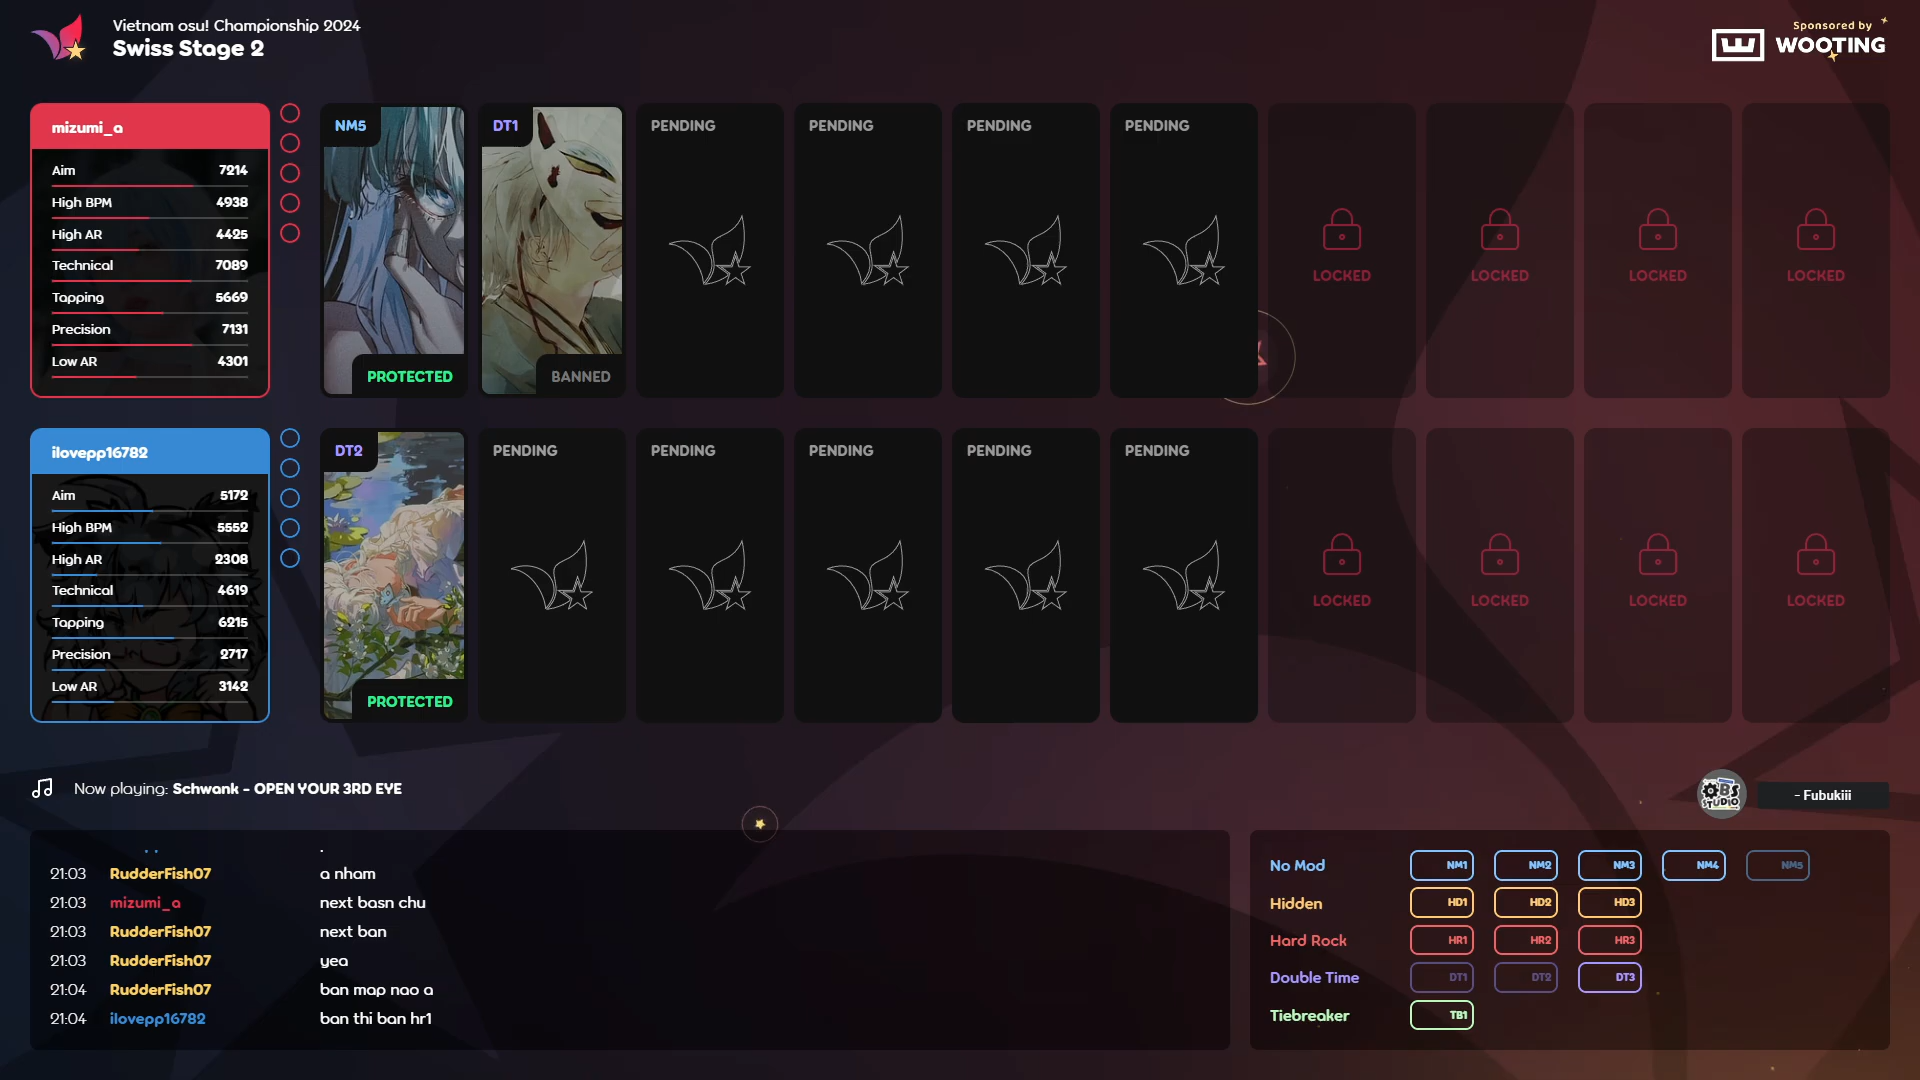 Vietnam osu! Championship 2024
Swiss Stage 2
Sponsored by
WOOTING
mizumi_a
Aim 7214
High BPM 4938
High AR 4425
Technical 7089
Tapping 5669
Precision 7131
Low AR 4301
NM5
PROTECTED
DT1
BANNED
PENDING
PENDING
PENDING
PENDING
LOCKED
LOCKED
LOCKED
LOCKED
ilovepp16782
Aim 5172
High BPM 5552
High AR 2308
Technical 4619
Tapping 6215
Precision 2717
Low AR 3142
DT2
PROTECTED
PENDING
PENDING
PENDING
PENDING
PENDING
LOCKED
LOCKED
LOCKED
LOCKED
Now playing: Schwank - OPEN YOUR 3RD EYE
OBS
STUDIO
- Fubukiii
21:03 RudderFish07 a nham
21:03 mizumi_a next basn chu
21:03 RudderFish07 next ban
21:03 RudderFish07 yea
21:04 RudderFish07 ban map nao a
21:04 ilovepp16782 ban thi ban hr1
No Mod NM1 NM2 NM3 NM4 NM5
Hidden HD1 HD2 HD3
Hard Rock HR1 HR2 HR3
Double Time DT1 DT2 DT3
Tiebreaker TB1